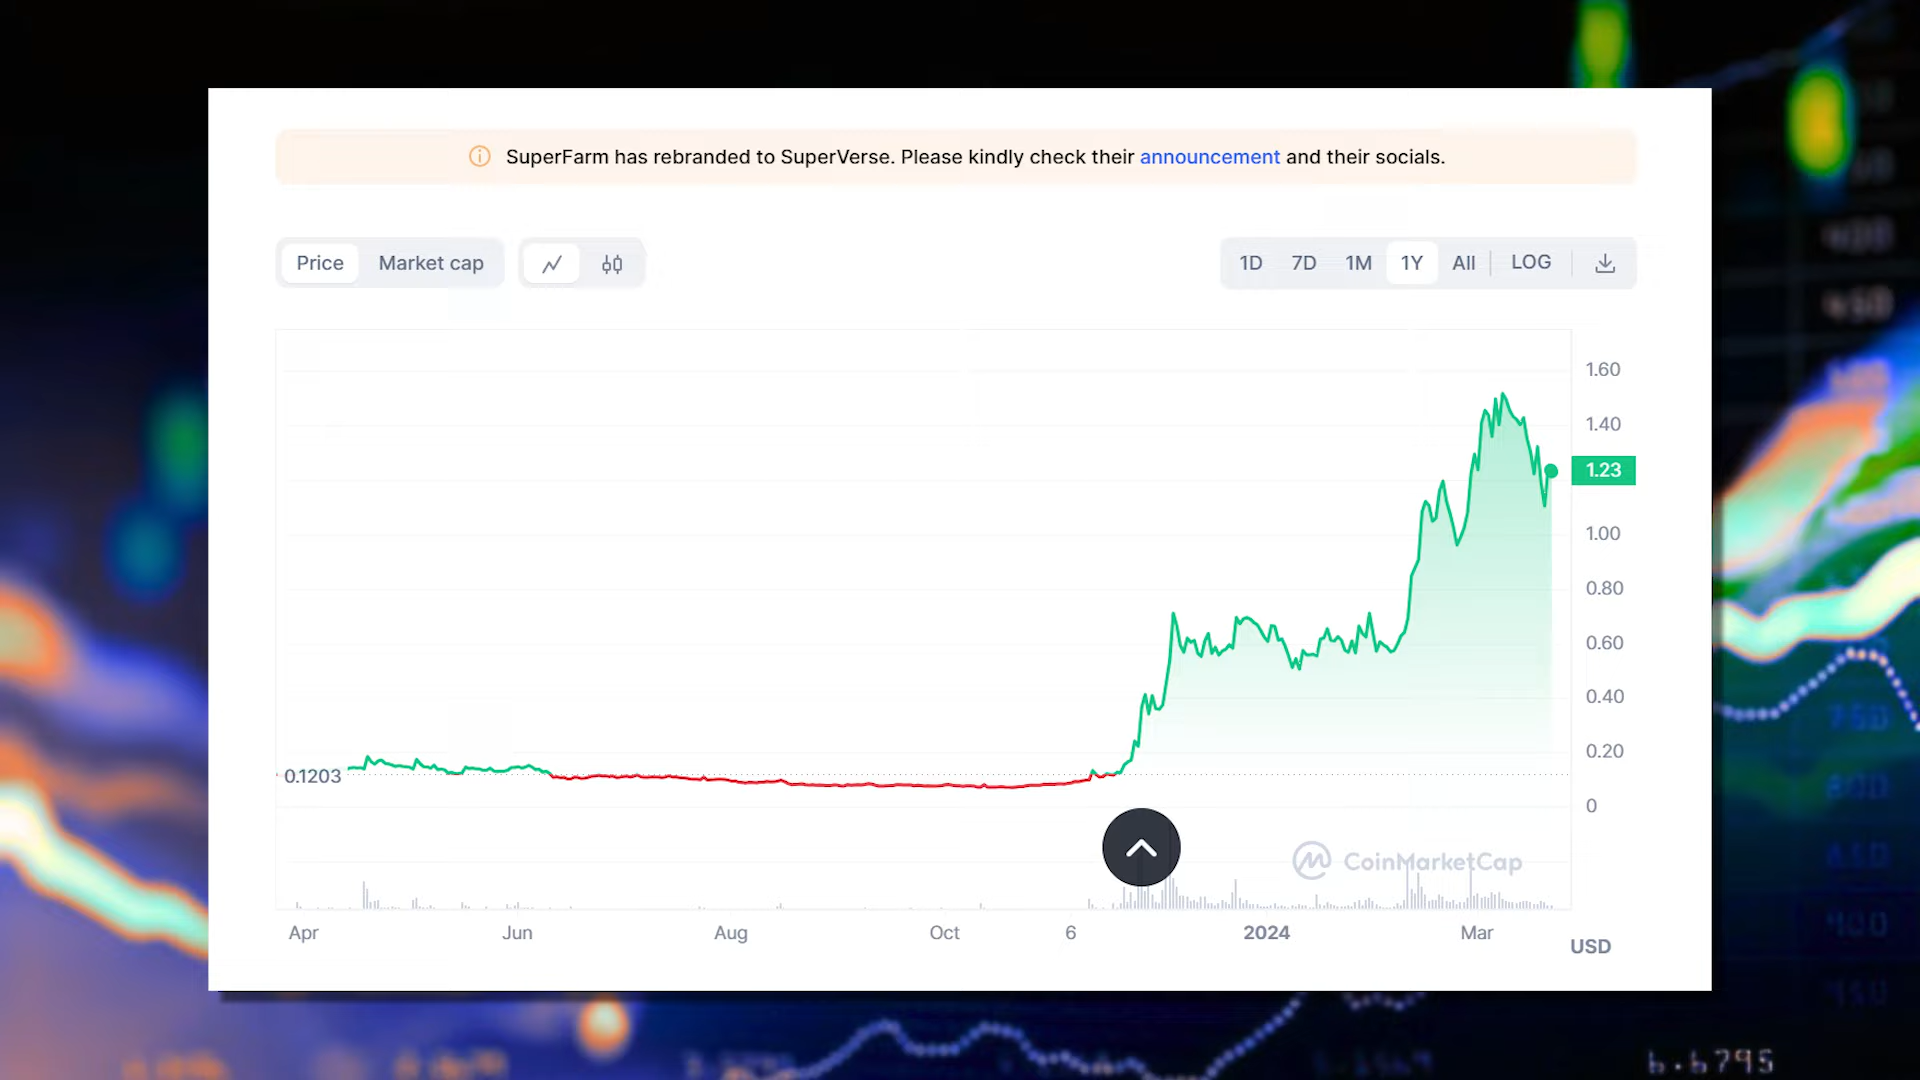 SuperFarm has rebranded to SuperVerse. Please kindly check their announcement and their socials.
Price Market cap
1D 7D 1M 1Y All LOG
1.60
1.40
1.23
1.00
0.80
0.60
0.40
0.20
0.1203
0
CoinMarketCap
Apr Jun Aug Oct 6 2024 Mar
USD
6.6795